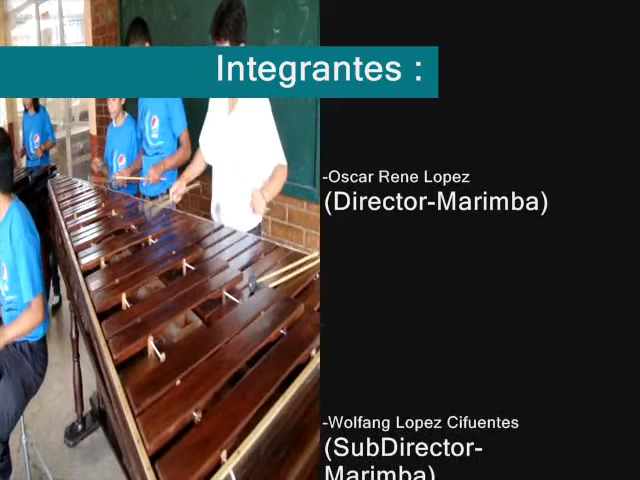 Integrantes :
-Oscar Rene Lopez
(Director-Marimba)
-Wolfang Lopez Cifuentes
(SubDirector-
Marimba)